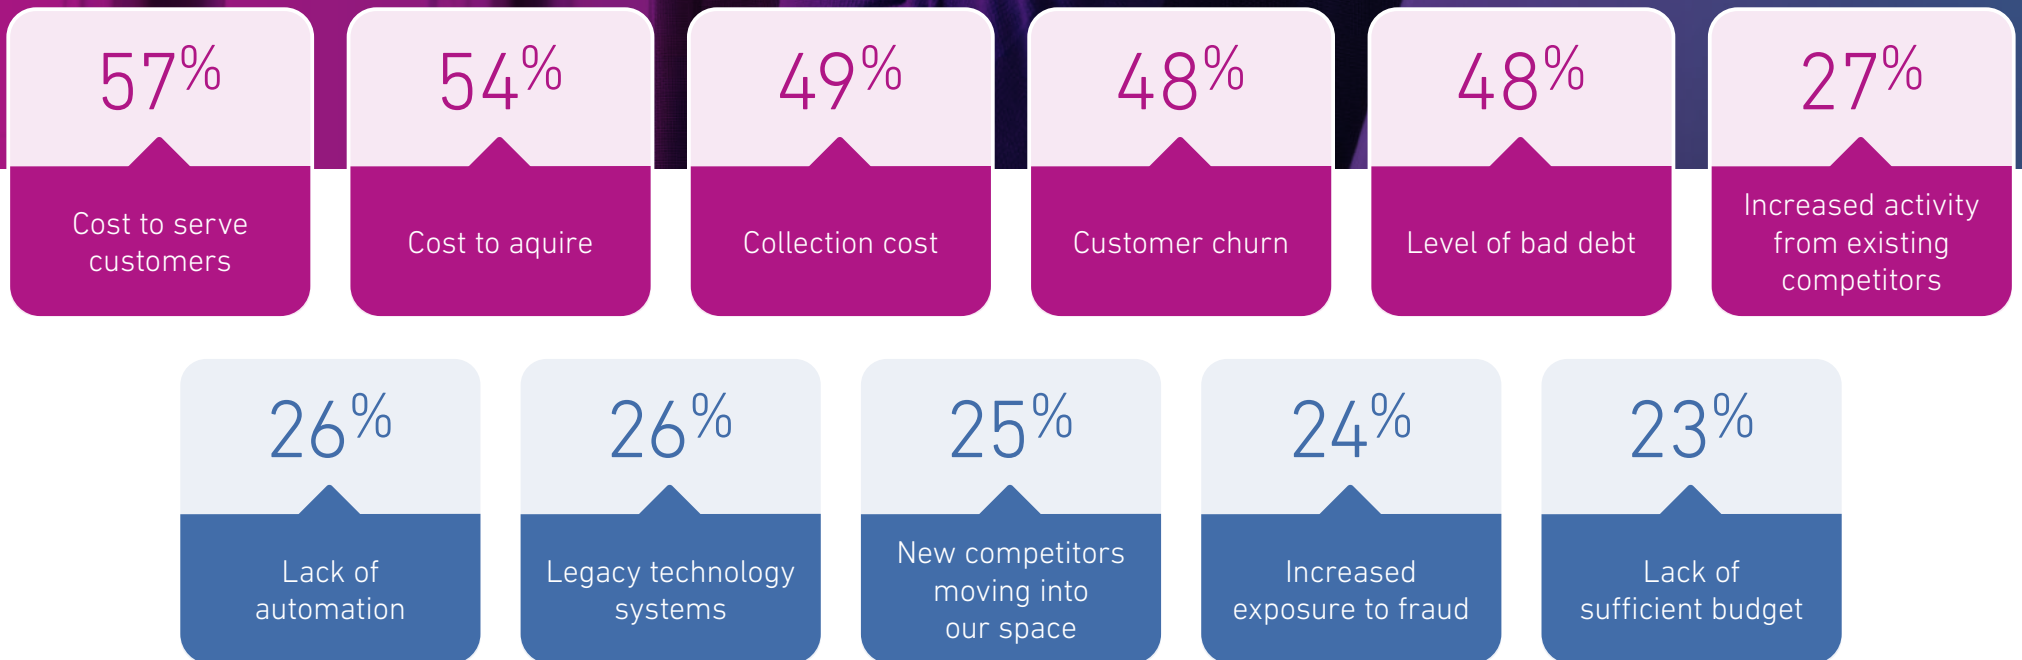 57%
54%
49%
48%
48%
27%
Cost to serve
customers
Cost to aquire
Collection cost
Customer churn
Level of bad debt
Increased activity
from existing
competitors
26%
26%
25%
24%
23%
Lack of
automation
Legacy technology
systems
New competitors
moving into
our space
Increased
exposure to fraud
Lack of
sufficient budget